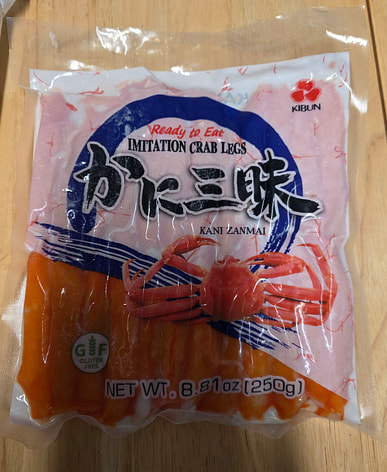 KIBUN
Ready to Eat
IMITATION CRAB LEGS
かに三昧
KANI ZANMAI
GF
GLUTEN
FREE
NET WT. 8.81oz (250g)